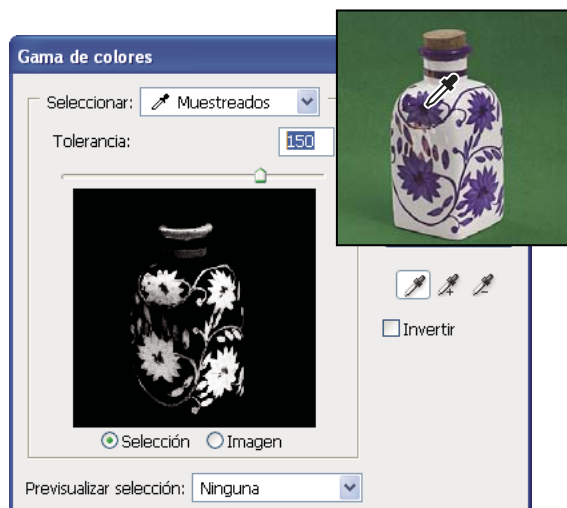 Gama de colores
Seleccionar: Muestreados
Tolerancia: 150
Invertir
Selección Imagen
Previsualizar selección: Ninguna